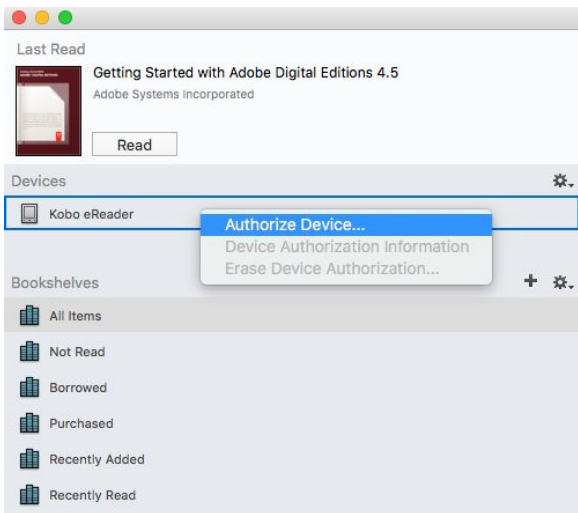 Last Read
Getting Started with Adobe Digital Editions 4.5
Adobe Systems Incorporated
Read
Devices
Kobo eReader
Authorize Device...
Device Authorization Information
Erase Device Authorization...
Bookshelves
All Items
Not Read
Borrowed
Purchased
Recently Added
Recently Read